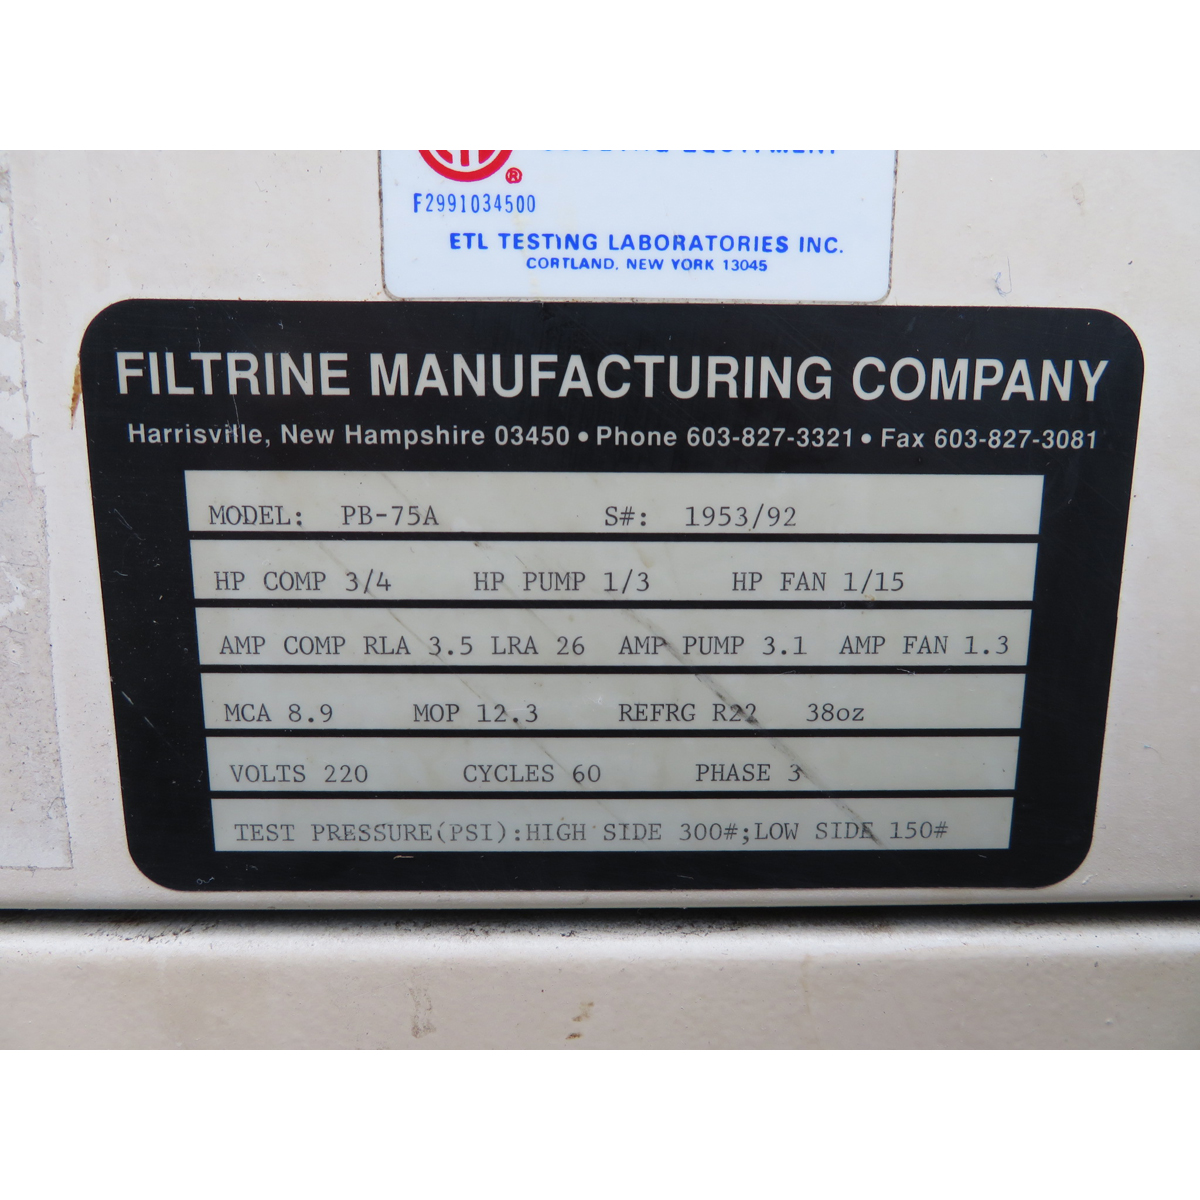 EQUIPMENT
®
F2991034500
ETL TESTING LABORATORIES INC.
CORTLAND, NEW YORK 13045
FILTRINE MANUFACTURING COMPANY
Harrisville, New Hampshire 03450 • Phone 603-827-3321 • Fax 603-827-3081
MODEL: PB-75A S#: 1953/92
HP COMP 3/4 HP PUMP 1/3 HP FAN 1/15
AMP COMP RLA 3.5 LRA 26 AMP PUMP 3.1 AMP FAN 1.3
MCA 8.9 MOP 12.3 REFRG R22 38oz
VOLTS 220 CYCLES 60 PHASE 3
TEST PRESSURE(PSI):HIGH SIDE 300#;LOW SIDE 150#